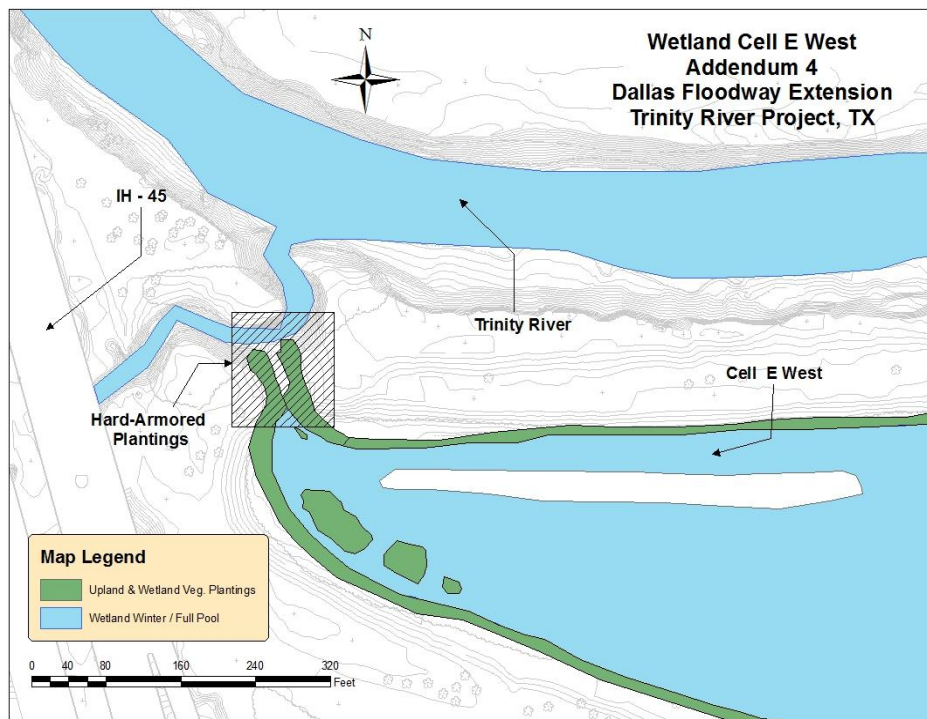 Wetland Cell E West
Addendum 4
Dallas Floodway Extension
Trinity River Project, TX
N
IH - 45
Trinity River
Cell E West
Hard-Armored
Plantings
Map Legend
Upland & Wetland Veg. Plantings
Wetland Winter / Full Pool
0 40 80 160 240 320
Feet